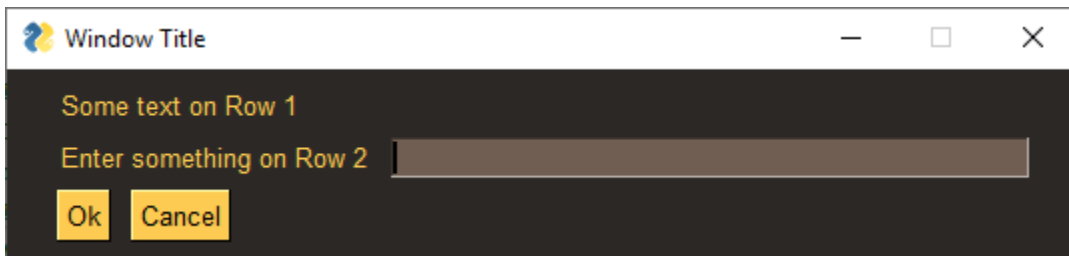 Window Title
Some text on Row 1
Enter something on Row 2
Ok Cancel